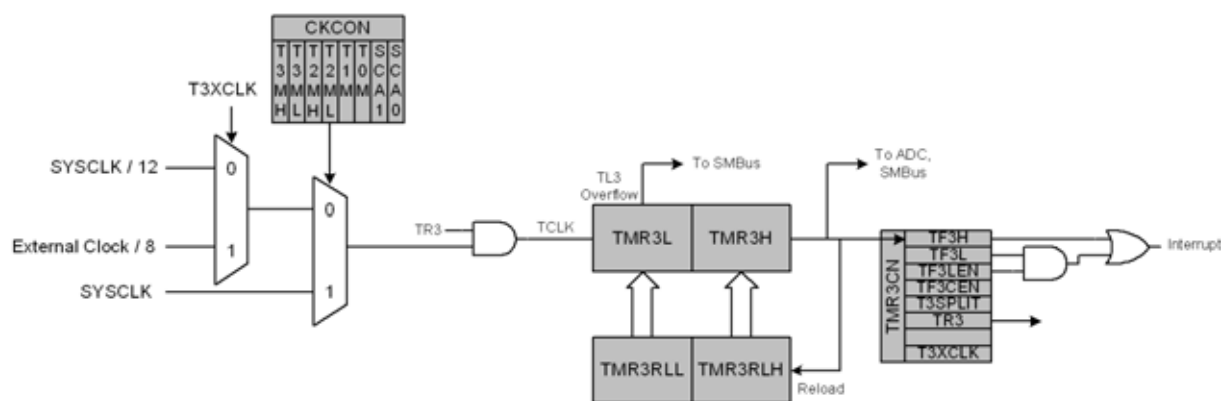 CKCON
T3MH T3ML T2MH T2ML T1M T0M SCA1 SCA0
T3XCLK
SYSCLK / 12
0
1
External Clock / 8
SYSCLK
0
1
TR3
TCLK
TL3
Overflow
To SMBus
TMR3L
TMR3H
To ADC,
SMBus
TMR3RLL
TMR3RLH
Reload
TMR3CN
TF3H
TF3L
TF3LEN
TF3CEN
T3SPLIT
TR3
T3XCLK
Interrupt